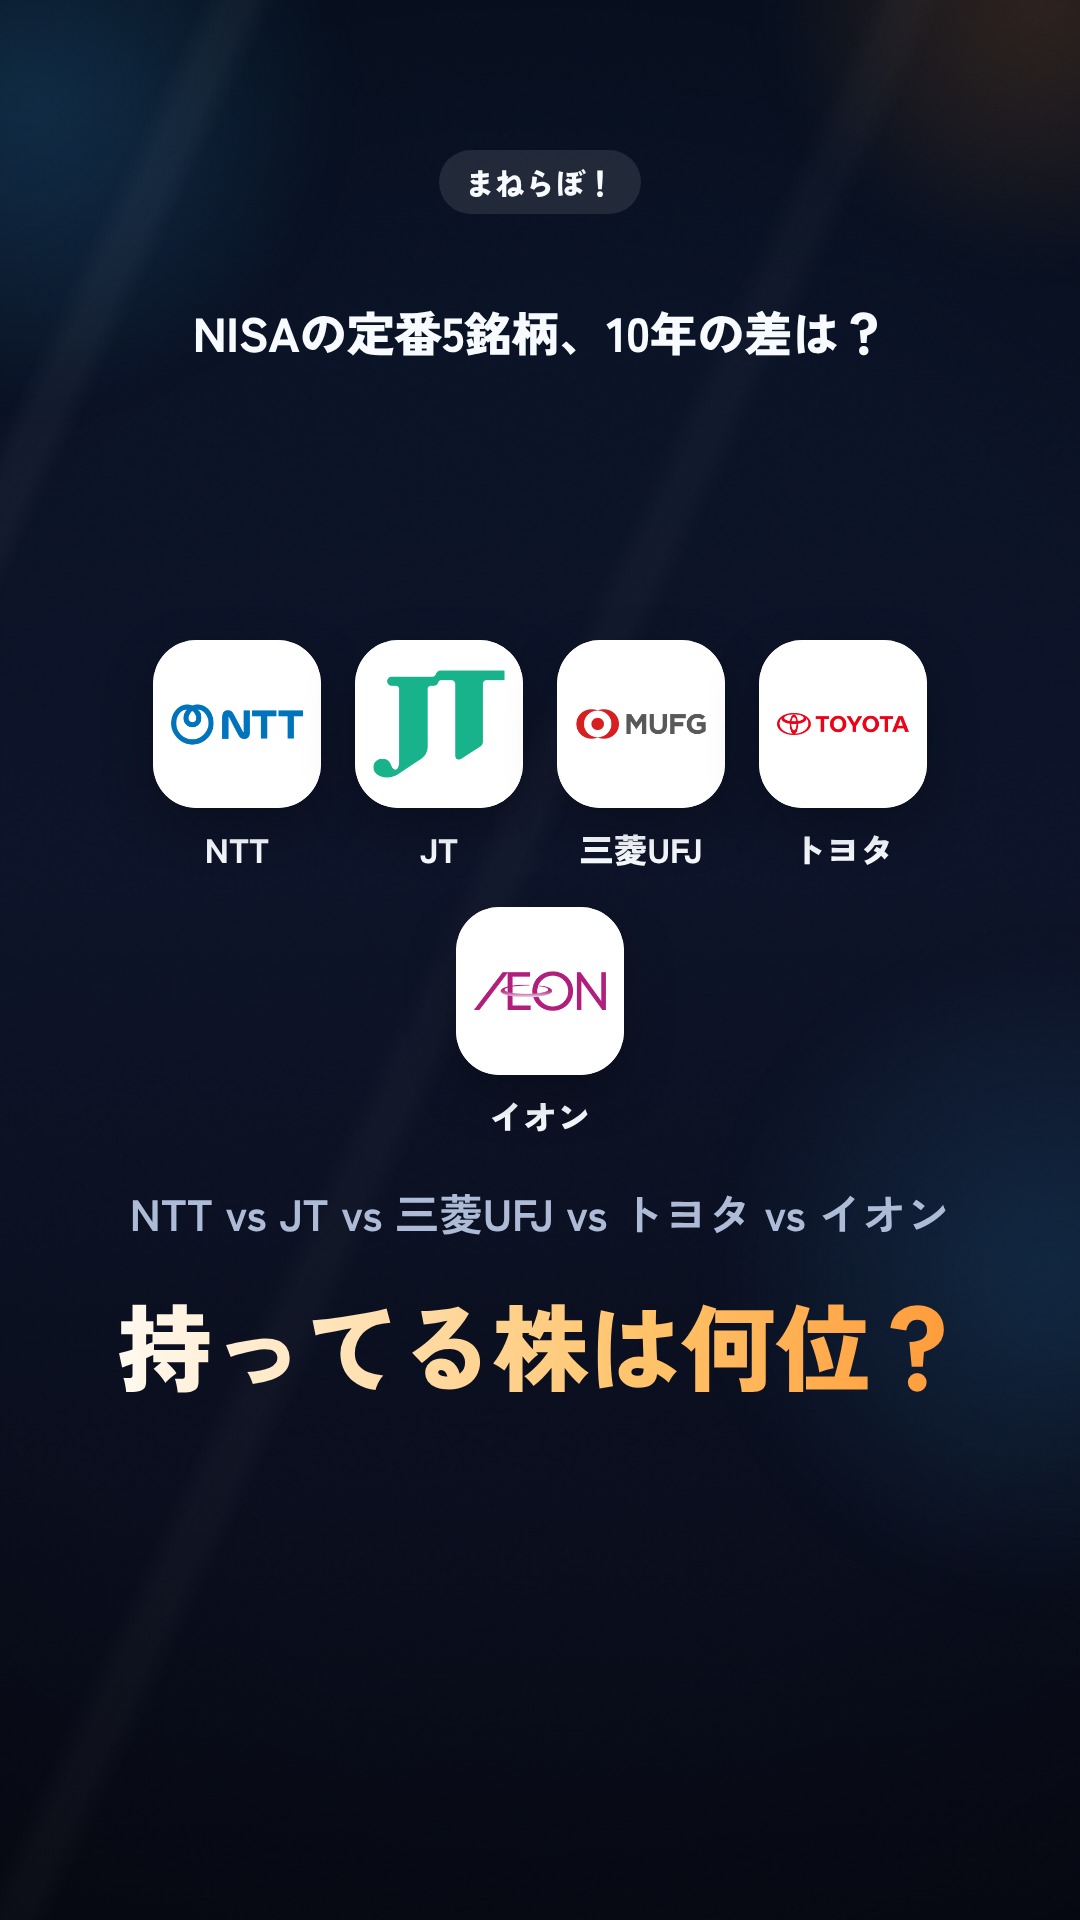 まねらぼ！
NISAの定番5銘柄、10年の差は？
NTT JT MUFG TOYOTA
NTT JT 三菱UFJ トヨタ
ÆON
イオン
NTT vs JT vs 三菱UFJ vs トヨタ vs イオン
持ってる株は何位？